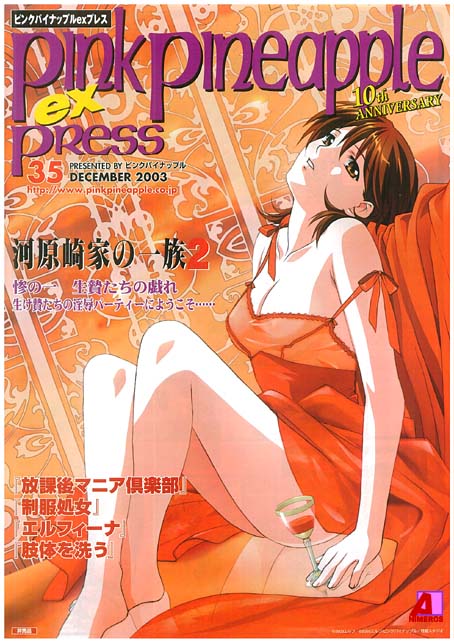 ピンクパイナップルexプレス
pink pineapple
10th ANNIVERSARY
ex
press
35
PRESENTED BY ピンクパイナップル
DECEMBER 2003
http://www.pinkpineapple.co.jp
河原崎家の一族2
惨の一 生贄たちの戯れ
生け贄たちの淫辱パーティーにようこそ……
『放課後マニア倶楽部』
『制服処女』
『エルフィーナ』
『肢体を洗う』
非売品
A
NIMEROS